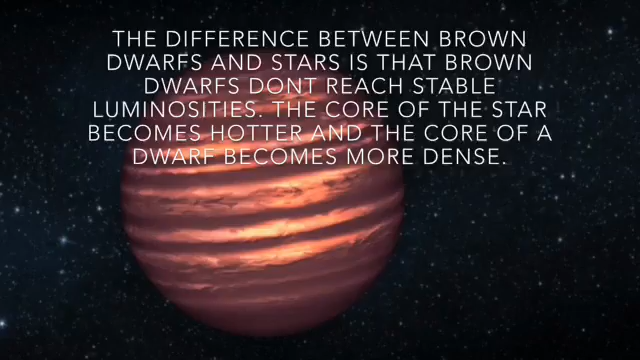 THE DIFFERENCE BETWEEN BROWN
DWARFS AND STARS IS THAT BROWN
DWARFS DONT REACH STABLE
LUMINOSITIES. THE CORE OF THE STAR
BECOMES HOTTER AND THE CORE OF A
DWARF BECOMES MORE DENSE.